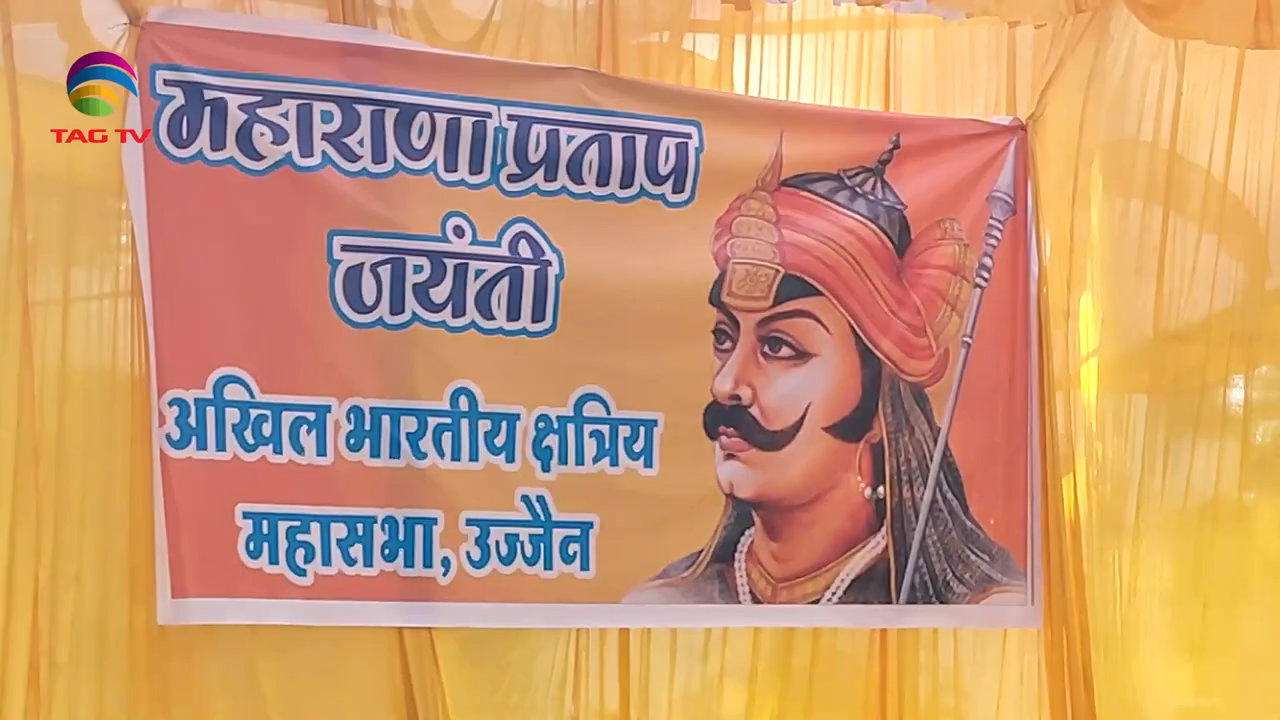 TAG TV
महाराणा प्रताप
जयंती
अखिल भारतीय क्षत्रिय
महासभा, उज्जैन